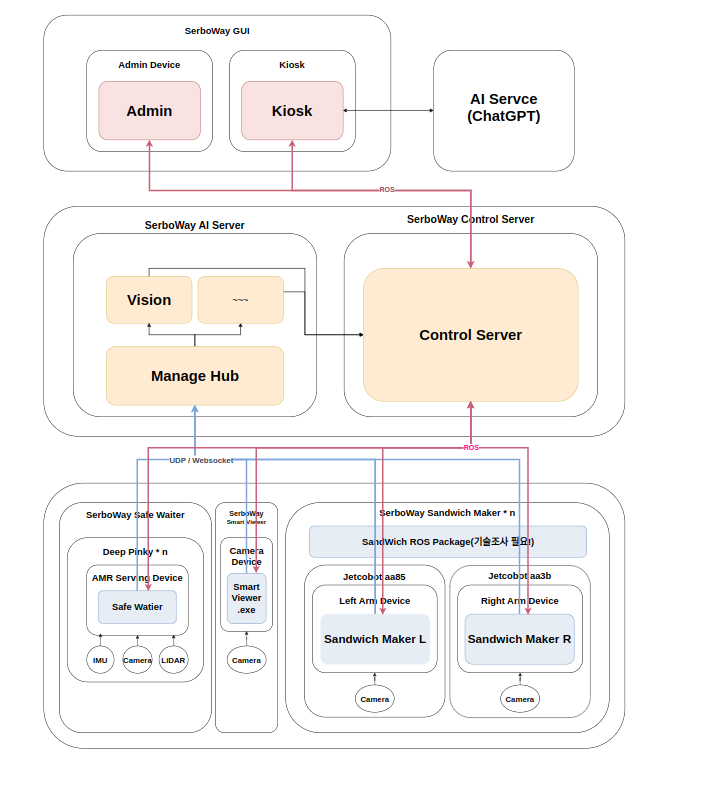 SerboWay GUI
Admin Device
Kiosk
Admin
Kiosk
AI Servce
(ChatGPT)
ROS
SerboWay AI Server
SerboWay Control Server
Vision
~~~
Control Server
Manage Hub
ROS
UDP / Websocket
SerboWay Safe Waiter
SerboWay
Smart Viewer
SerboWay Sandwich Maker * n
SandWich ROS Package(기술조사 필요!)
Deep Pinky * n
Camera
Device
AMR Serving Device
Jetcobot aa85
Jetcobot aa3b
Smart
Viewer
.exe
Left Arm Device
Right Arm Device
Safe Watier
Sandwich Maker L
Sandwich Maker R
IMU
Camera
LiDAR
Camera
Camera
Camera